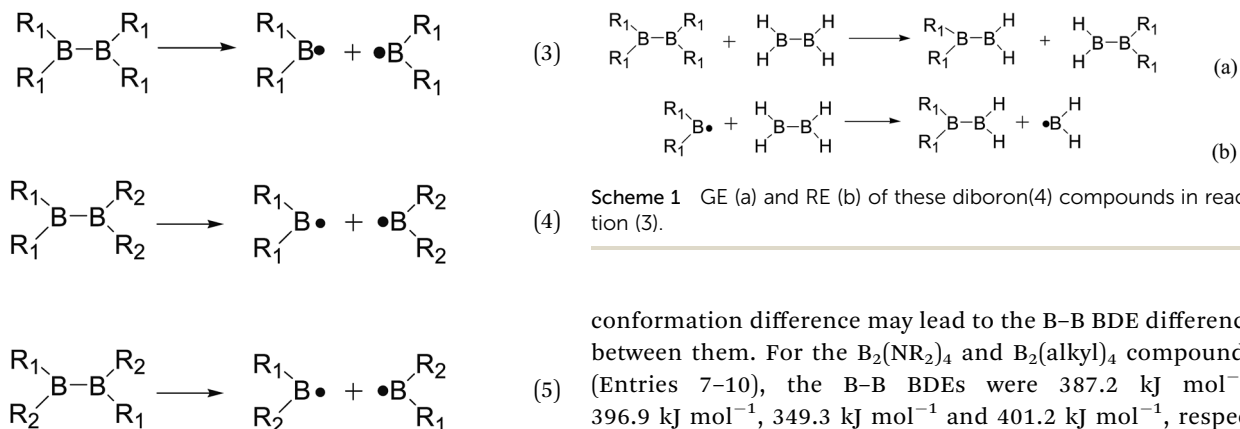 R₁ R₁ R₁ R₁
B–B → B• + •B (3)
R₁ R₁ R₁ R₁
R₁ R₂ R₁ R₂
B–B → B• + •B (4)
R₁ R₂ R₁ R₂
R₁ R₂ R₁ R₂
B–B → B• + •B (5)
R₂ R₁ R₂ R₁
R₁ R₁ H H R₁ H H R₁
B–B + B–B → B–B + B–B (a)
R₁ R₁ H H R₁ H H R₁
R₁ H H R₁ H H
B• + B–B → B–B + •B (b)
R₁ H H R₁ H H
Scheme 1 GE (a) and RE (b) of these diboron(4) compounds in reac
tion (3).
conformation difference may lead to the B–B BDE differenc
between them. For the B₂(NR₂)₄ and B₂(alkyl)₄ compound
(Entries 7–10), the B–B BDEs were 387.2 kJ mol⁻
396.9 kJ mol⁻¹, 349.3 kJ mol⁻¹ and 401.2 kJ mol⁻¹, respec